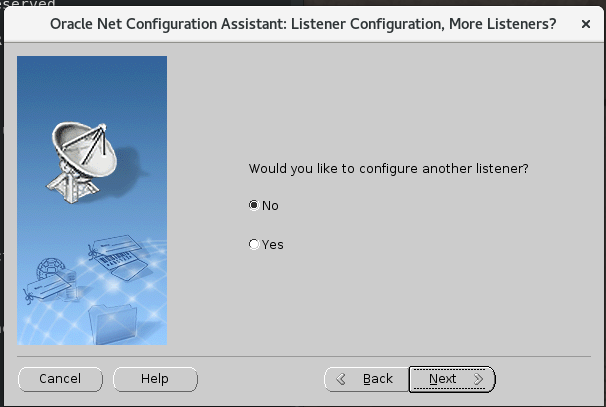 eserved
Oracle Net Configuration Assistant: Listener Configuration, More Listeners?
Would you like to configure another listener?
No
Yes
Cancel
Help
Back
Next